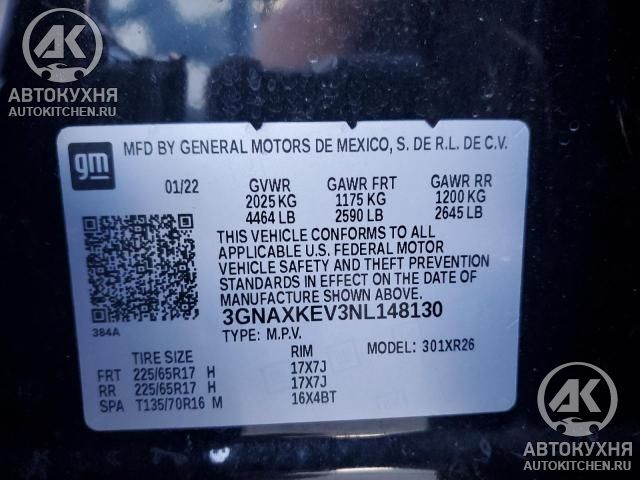 АК
АВТОКУХНЯ
AUTOKITCHEN.RU
gm
MFD BY GENERAL MOTORS DE MEXICO, S. DE R.L. DE C.V.
01/22 GVWR GAWR FRT GAWR RR
2025 KG 1175 KG 1200 KG
4464 LB 2590 LB 2645 LB
THIS VEHICLE CONFORMS TO ALL
APPLICABLE U.S. FEDERAL MOTOR
VEHICLE SAFETY AND THEFT PREVENTION
STANDARDS IN EFFECT ON THE DATE OF
MANUFACTURE SHOWN ABOVE.
3GNAXKEV3NL148130
384A
TYPE: M.P.V. MODEL: 301XR26
TIRE SIZE RIM
FRT 225/65R17 H 17X7J
RR 225/65R17 H 17X7J
SPA T135/70R16 M 16X4BT
АК
АВТОКУХНЯ
AUTOKITCHEN.RU